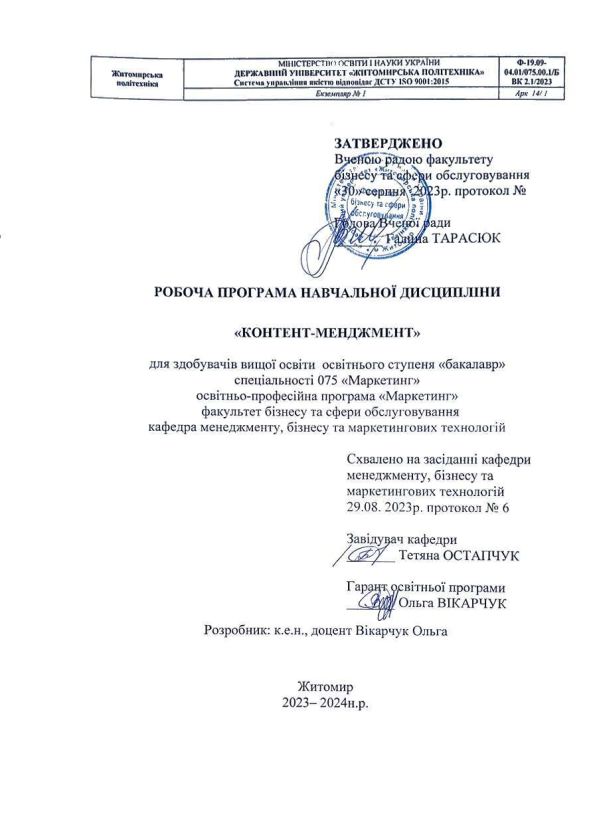 Житомирська
політехніка
МІНІСТЕРСТВО ОСВІТИ І НАУКИ УКРАЇНИ
ДЕРЖАВНИЙ УНІВЕРСИТЕТ «ЖИТОМИРСЬКА ПОЛІТЕХНІКА»
Система управління якістю відповідає ДСТУ ISO 9001:2015
Ф-19.09-
04.01/075.00.1/Б
ВК 2.1/2023
Екземпляр № 1
Арк 14/ 1
ЗАТВЕРДЖЕНО
Вченою радою факультету
бізнесу та сфери обслуговування
«30» серпня 2023р. протокол №
Голова Вченої ради
Галина ТАРАСЮК
бізнесу та сфери
обслуговування
РОБОЧА ПРОГРАМА НАВЧАЛЬНОЇ ДИСЦИПЛІНИ
«КОНТЕНТ-МЕНДЖМЕНТ»
для здобувачів вищої освіти освітнього ступеня «бакалавр»
спеціальності 075 «Маркетинг»
освітньо-професійна програма «Маркетинг»
факультет бізнесу та сфери обслуговування
кафедра менеджменту, бізнесу та маркетингових технологій
Схвалено на засіданні кафедри
менеджменту, бізнесу та
маркетингових технологій
29.08. 2023р. протокол № 6
Завідувач кафедри
Тетяна ОСТАПЧУК
Гарант освітньої програми
Ольга ВІКАРЧУК
Розробник: к.е.н., доцент Вікарчук Ольга
Житомир
2023– 2024н.р.